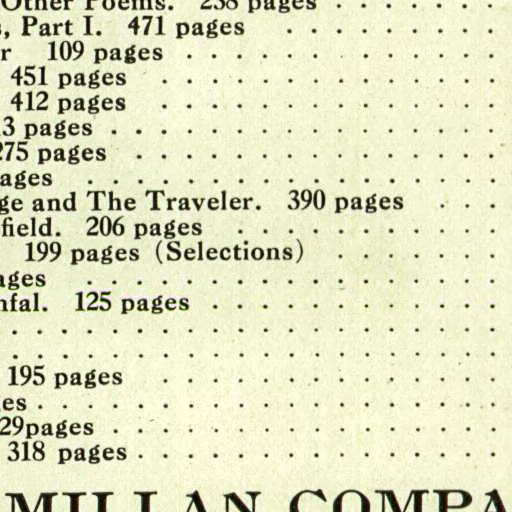 Other Poems. 238 pages . . . . . . .
, Part I. 471 pages . . . . . . . . .
r 109 pages . . . . . . . . . . . . .
451 pages . . . . . . . . . . . . . . .
412 pages . . . . . . . . . . . . . . .
3 pages . . . . . . . . . . . . . . . .
275 pages . . . . . . . . . . . . . . .
ages . . . . . . . . . . . . . . . . .
ge and The Traveler. 390 pages . . .
field. 206 pages . . . . . . . . . . .
199 pages (Selections) . . . . . . .
ages . . . . . . . . . . . . . . . . .
nfal. 125 pages . . . . . . . . . . . .
. . . . . . . . . . . . . . . . . . . .
. . . . . . . . . . . . . . . . . . . .
195 pages . . . . . . . . . . . . . . .
es . . . . . . . . . . . . . . . . . . .
29pages . . . . . . . . . . . . . . . .
318 pages . . . . . . . . . . . . . . .
MILLAN COMPA